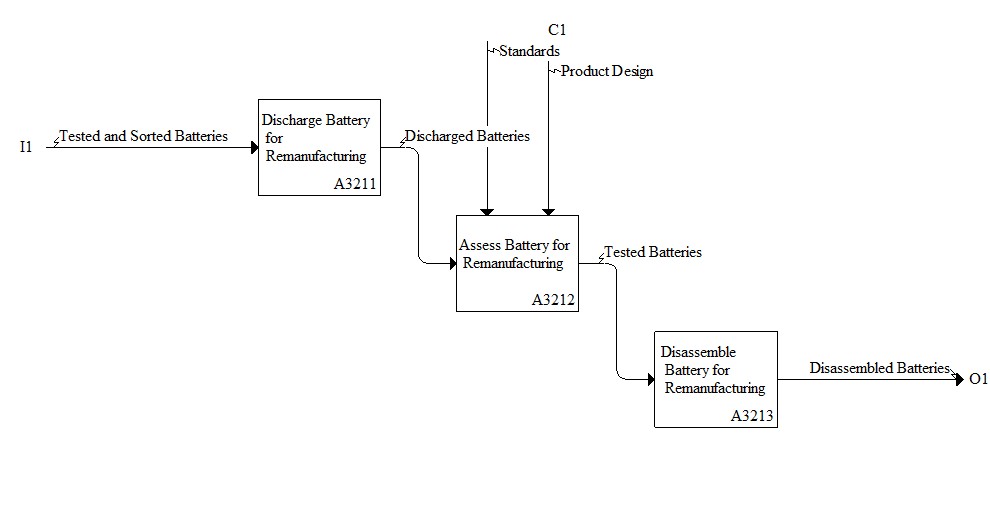 C1
Standards
Product Design
I1
Tested and Sorted Batteries
Discharge Battery
for
Remanufacturing
A3211
Discharged Batteries
Assess Battery for
Remanufacturing
A3212
Tested Batteries
Disassemble
Battery for
Remanufacturing
A3213
Disassembled Batteries
O1